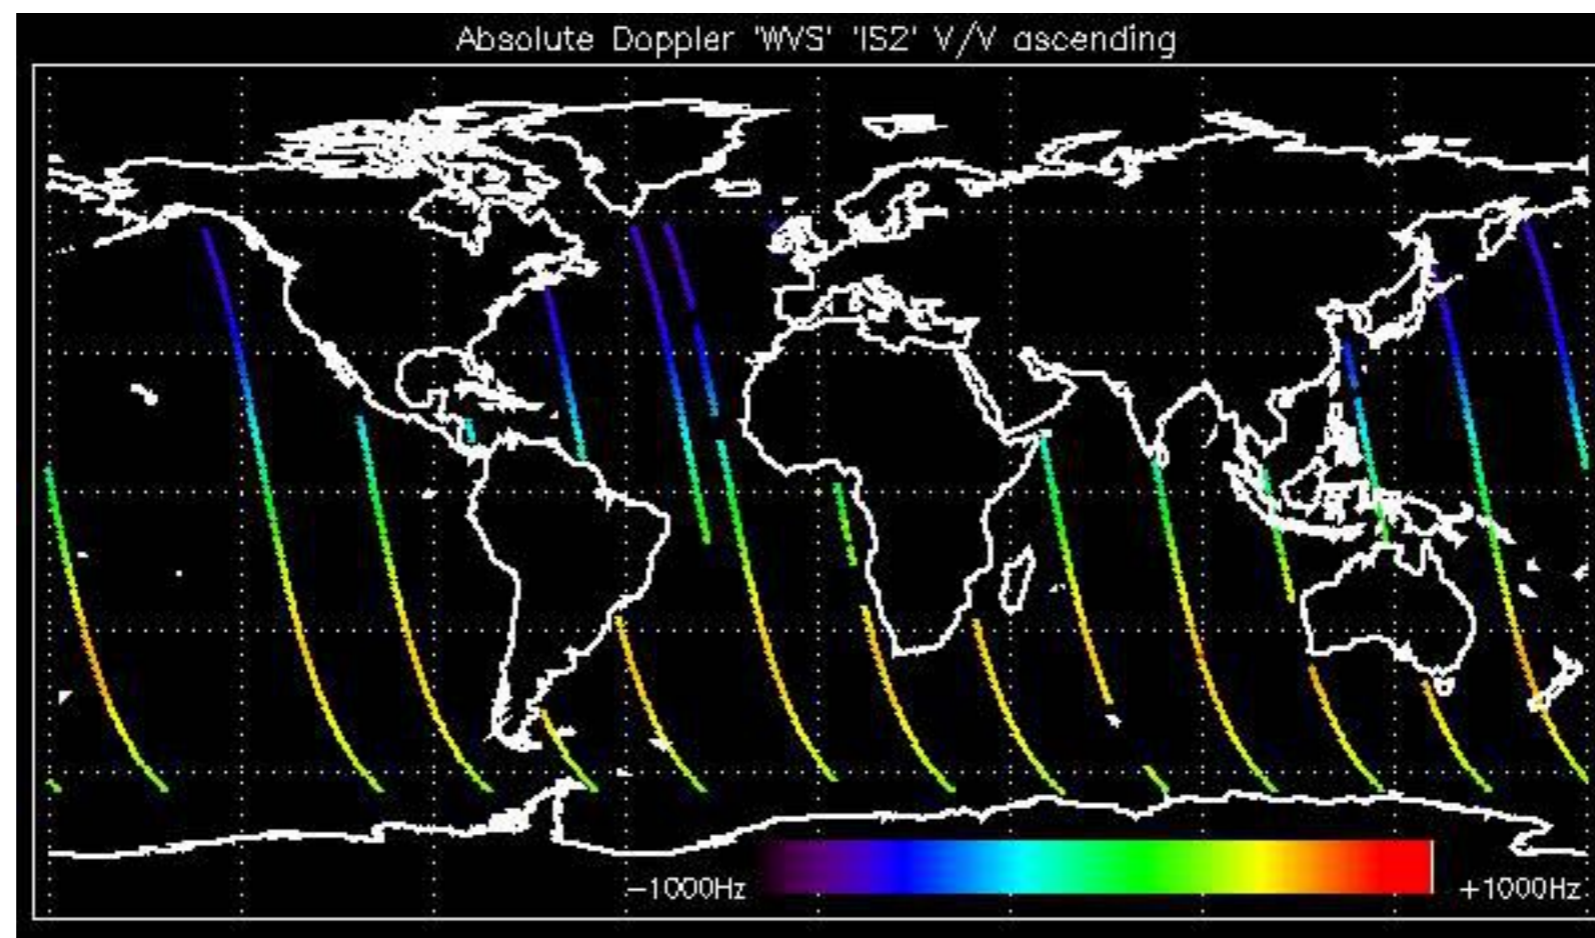 Absolute Doppler 'WVS' 'IS2' V/V ascending
−1000Hz
+1000Hz